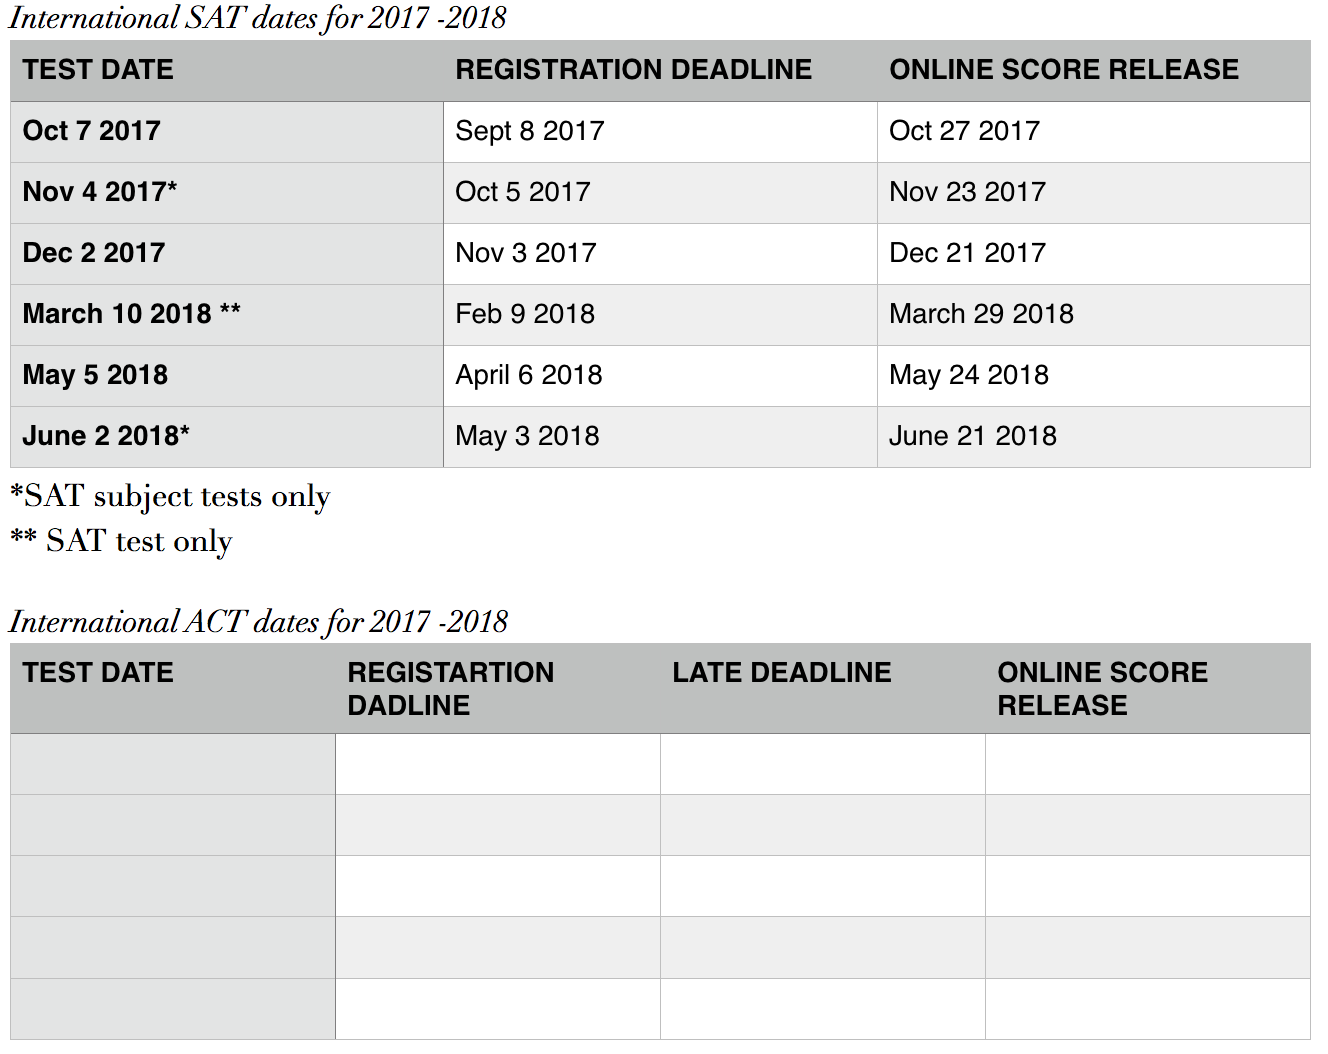 International SAT dates for 2017 -2018
TEST DATE REGISTRATION DEADLINE ONLINE SCORE RELEASE
Oct 7 2017 Sept 8 2017 Oct 27 2017
Nov 4 2017* Oct 5 2017 Nov 23 2017
Dec 2 2017 Nov 3 2017 Dec 21 2017
March 10 2018 ** Feb 9 2018 March 29 2018
May 5 2018 April 6 2018 May 24 2018
June 2 2018* May 3 2018 June 21 2018
*SAT subject tests only
** SAT test only
International ACT dates for 2017 -2018
TEST DATE REGISTARTION LATE DEADLINE ONLINE SCORE
DADLINE RELEASE